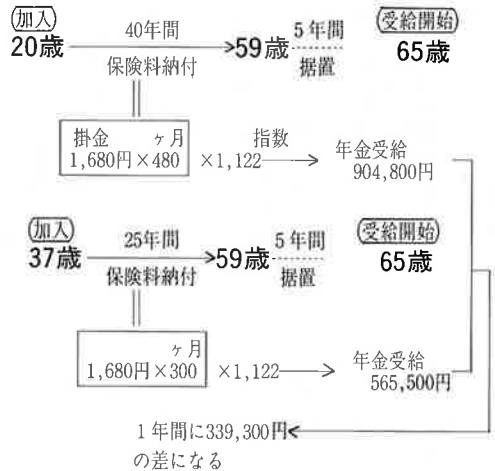 加入 40年間 5年間 受給開始
20歳 59歳 65歳
保険料納付 据置
掛金 ヶ月 指数 年金受給
1,680円×480 ×1,122 904,800円
加入 25年間 5年間 受給開始
37歳 59歳 65歳
保険料納付 据置
ヶ月 年金受給
1,680円×300 ×1,122 565,500円
1年間に339,300円
の差になる